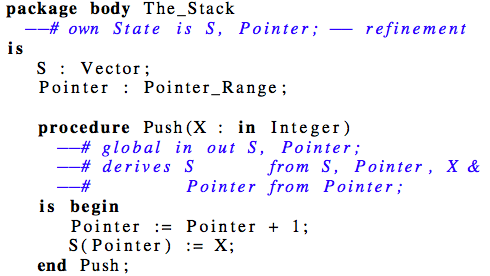 package body The_Stack
--# own State is S, Pointer; -- refinement
is
S : Vector;
Pointer : Pointer_Range;
procedure Push(X : in Integer)
--# global in out S, Pointer;
--# derives S from S, Pointer, X &
--# Pointer from Pointer;
is begin
Pointer := Pointer + 1;
S(Pointer) := X;
end Push;